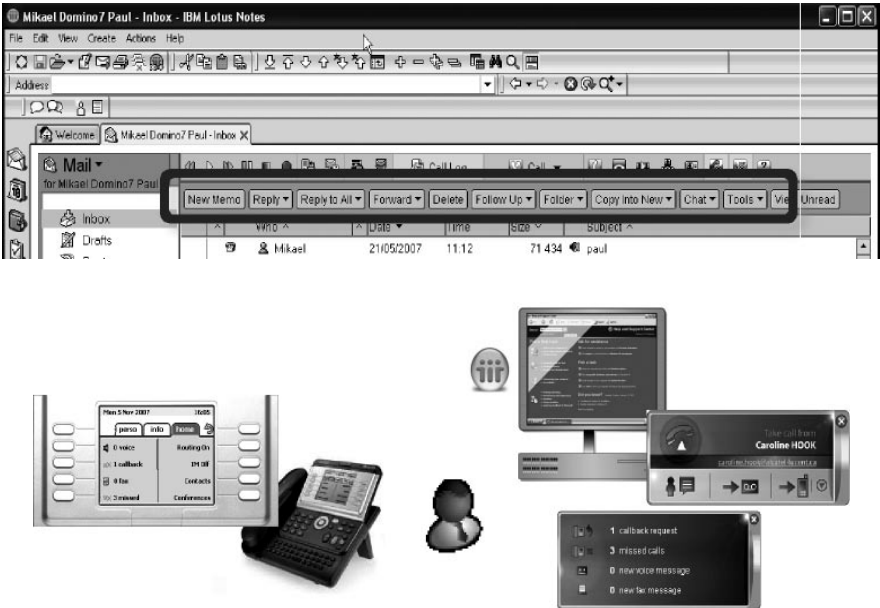 Mikael Domino7 Paul - Inbox - IBM Lotus Notes
File Edit View Create Actions Help
Address
Welcome Mikael Domino7 Paul - Inbox X
Mail
for Mikael Domino7 Paul
Call Log Call
New Memo Reply Reply to All Forward Delete Follow Up Folder Copy Into New Chat Tools View Unread
Inbox
Who Date Time Size Subject
Drafts
Mikael 21/05/2007 11:12 71 434 paul
Mon 5 Nov 2007 16:05
perso info home
0 voice Routing On
1 callback IM Off
0 fax Contacts
3 missed Conferences
Take call from
Caroline HOOK
1 callback request
3 missed calls
0 new voice message
0 new fax message